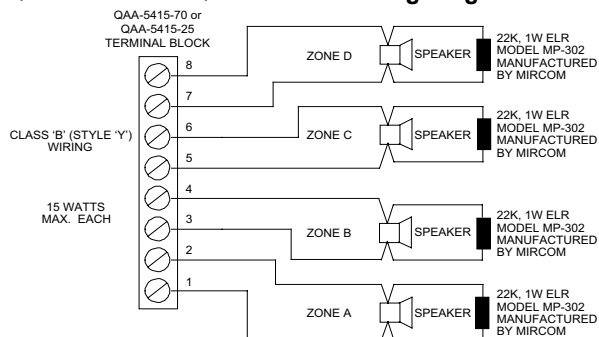 QAA-5415-70 or
QAA-5415-25
TERMINAL BLOCK
8
7
6
5
4
3
2
1
CLASS 'B' (STYLE 'Y')
WIRING
15 WATTS
MAX. EACH
ZONE D
SPEAKER
22K, 1W ELR
MODEL MP-302
MANUFACTURED
BY MIRCOM
ZONE C
SPEAKER
22K, 1W ELR
MODEL MP-302
MANUFACTURED
BY MIRCOM
ZONE B
SPEAKER
22K, 1W ELR
MODEL MP-302
MANUFACTURED
BY MIRCOM
ZONE A
SPEAKER
22K, 1W ELR
MODEL MP-302
MANUFACTURED
BY MIRCOM